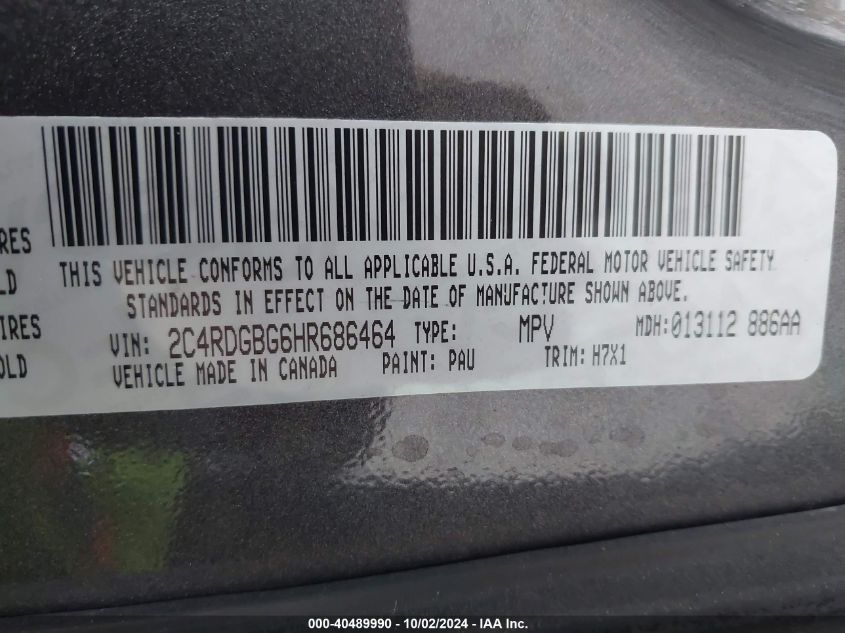 RES
LD
THIS VEHICLE CONFORMS TO ALL APPLICABLE U.S.A. FEDERAL MOTOR VEHICLE SAFETY
STANDARDS IN EFFECT ON THE DATE OF MANUFACTURE SHOWN ABOVE.
IRES
OLD
VIN: 2C4RDGBG6HR686464 TYPE: MPV MDH: 013112 886AA
VEHICLE MADE IN CANADA PAINT: PAU TRIM: H7X1
000-40489990 - 10/02/2024 - IAA Inc.